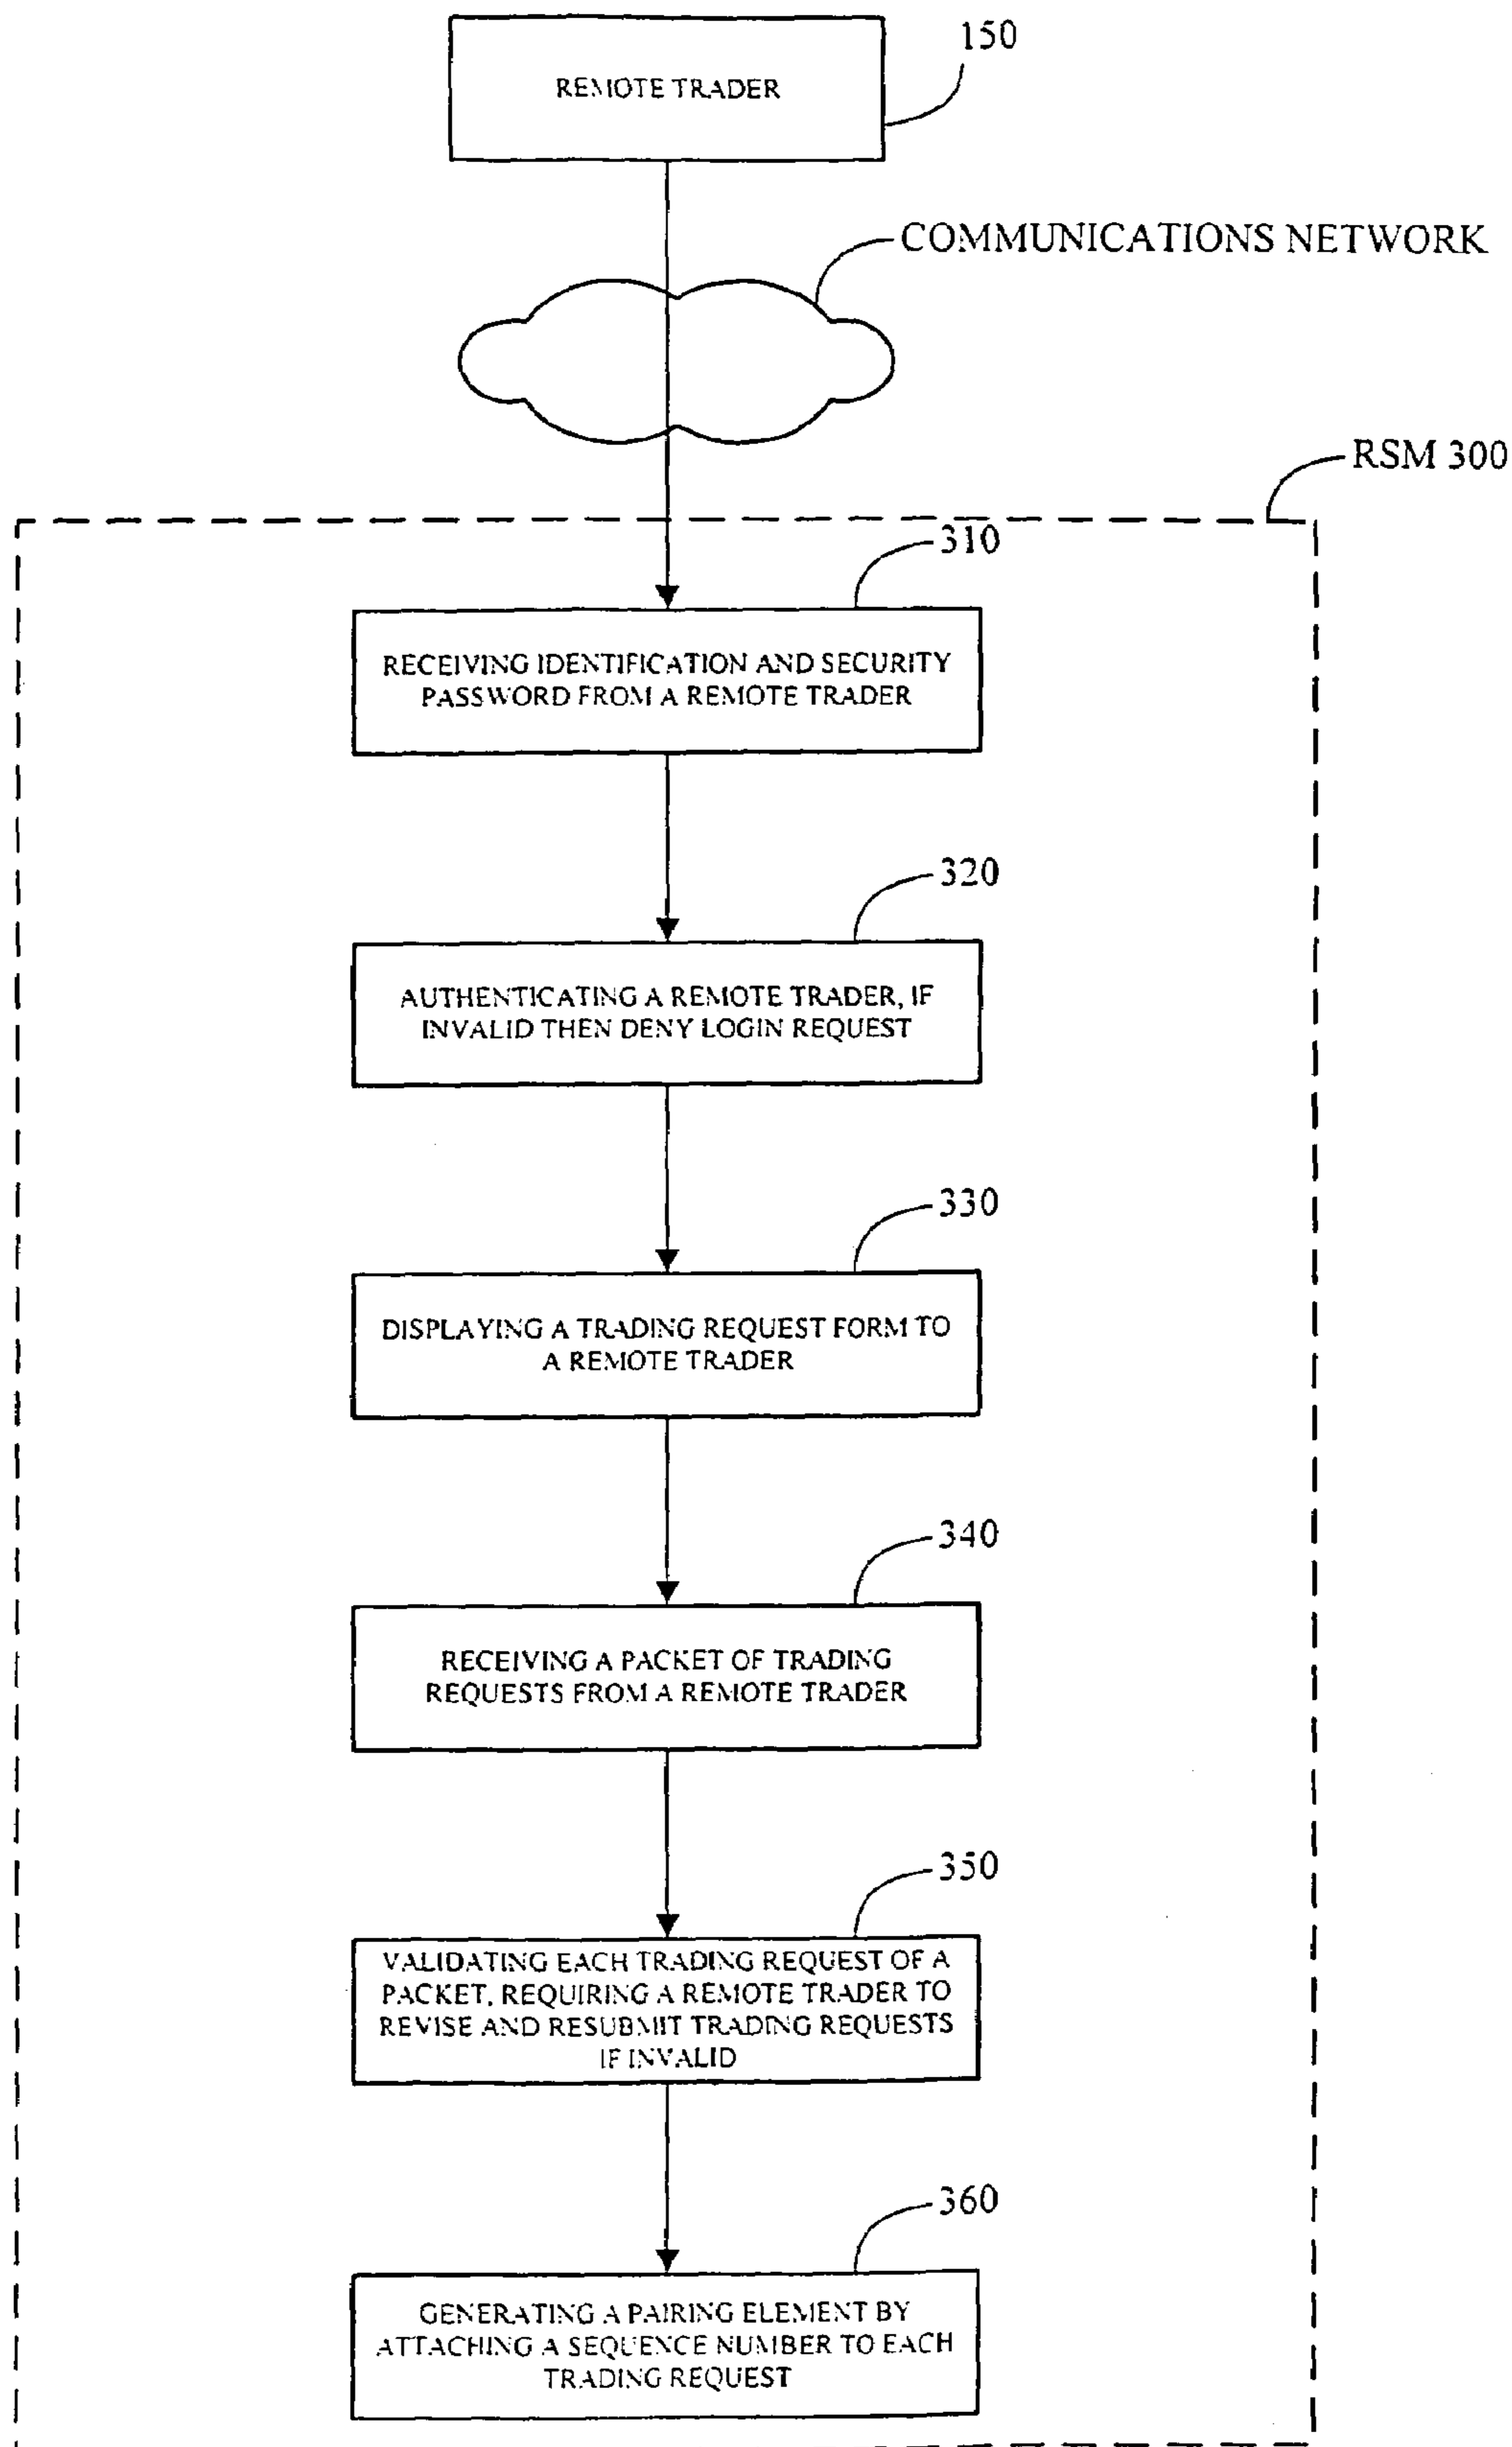 150
REMOTE TRADER
COMMUNICATIONS NETWORK
RSM 300
310
RECEIVING IDENTIFICATION AND SECURITY
PASSWORD FROM A REMOTE TRADER
320
AUTHENTICATING A REMOTE TRADER, IF
INVALID THEN DENY LOGIN REQUEST
330
DISPLAYING A TRADING REQUEST FORM TO
A REMOTE TRADER
340
RECEIVING A PACKET OF TRADING
REQUESTS FROM A REMOTE TRADER
350
VALIDATING EACH TRADING REQUEST OF A
PACKET, REQUIRING A REMOTE TRADER TO
REVISE AND RESUBMIT TRADING REQUESTS
IF INVALID
360
GENERATING A PAIRING ELEMENT BY
ATTACHING A SEQUENCE NUMBER TO EACH
TRADING REQUEST